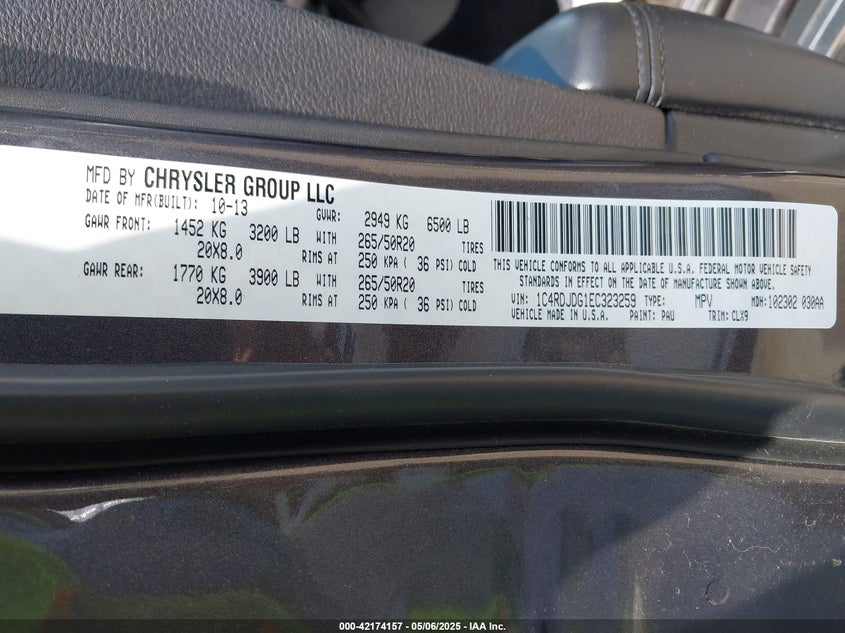 MFD BY CHRYSLER GROUP LLC
DATE OF MFR(BUILT): 10-13 GVWR: 2949 KG 6500 LB
GAWR FRONT: 1452 KG 3200 LB WITH 265/50R20 TIRES
20X8.0 RIMS AT 250 KPA ( 36 PSI) COLD
GAWR REAR: 1770 KG 3900 LB WITH 265/50R20 TIRES
20X8.0 RIMS AT 250 KPA ( 36 PSI) COLD
THIS VEHICLE CONFORMS TO ALL APPLICABLE U.S.A. FEDERAL MOTOR VEHICLE SAFETY
STANDARDS IN EFFECT ON THE DATE OF MANUFACTURE SHOWN ABOVE.
VIN: 1C4RDJDG1EC323259 TYPE: MPV MDH: 102302 030AA
VEHICLE MADE IN U.S.A. PAINT: PAU TRIM: CLX9
000-42174157 - 05/06/2025 - IAA Inc.